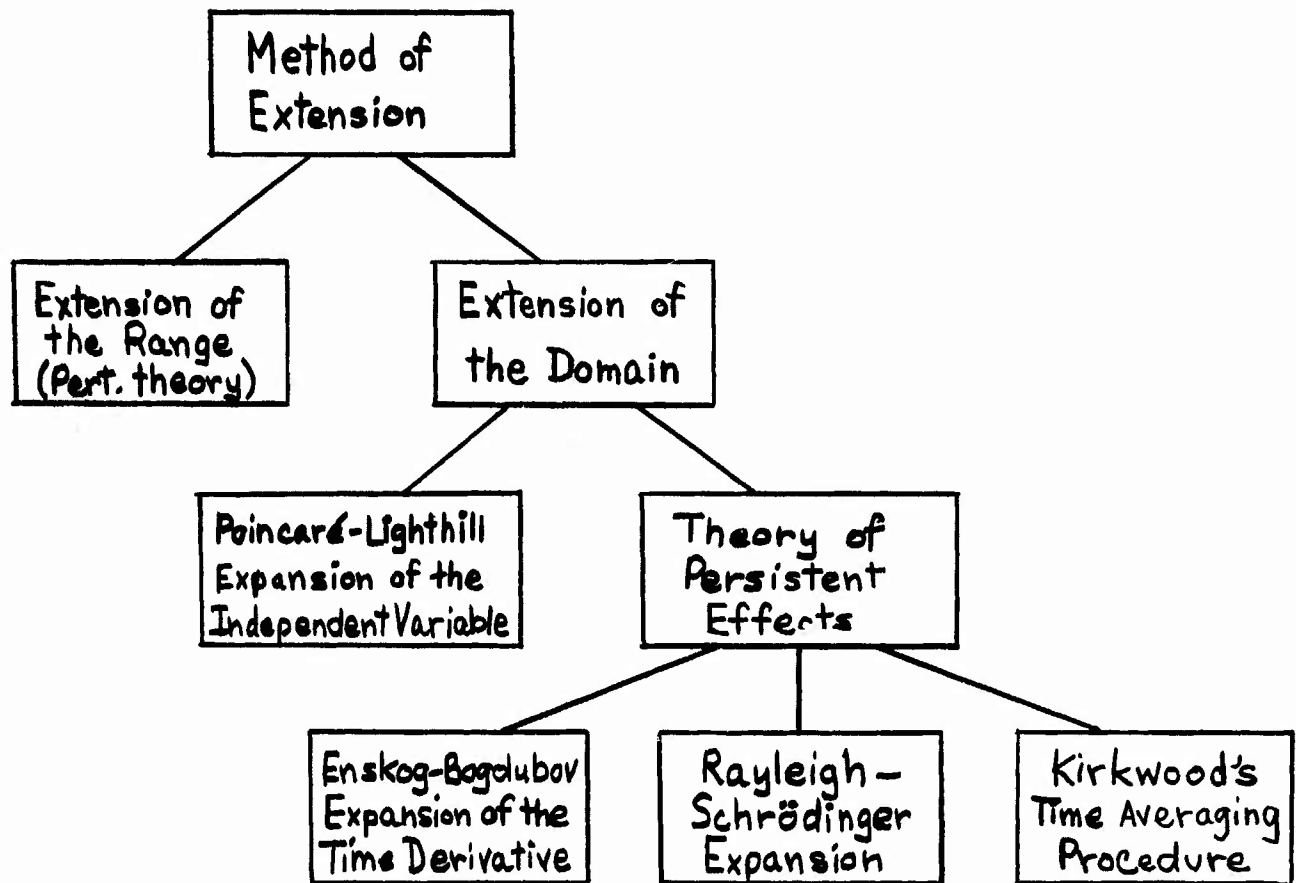 Method of
Extension
Extension of
the Range
(Pert. theory)
Extension of
the Domain
Poincaré-Lighthill
Expansion of the
Independent Variable
Theory of
Persistent
Effects
Enskog-Bogolubov
Expansion of the
Time Derivative
Rayleigh-
Schrödinger
Expansion
Kirkwood's
Time Averaging
Procedure